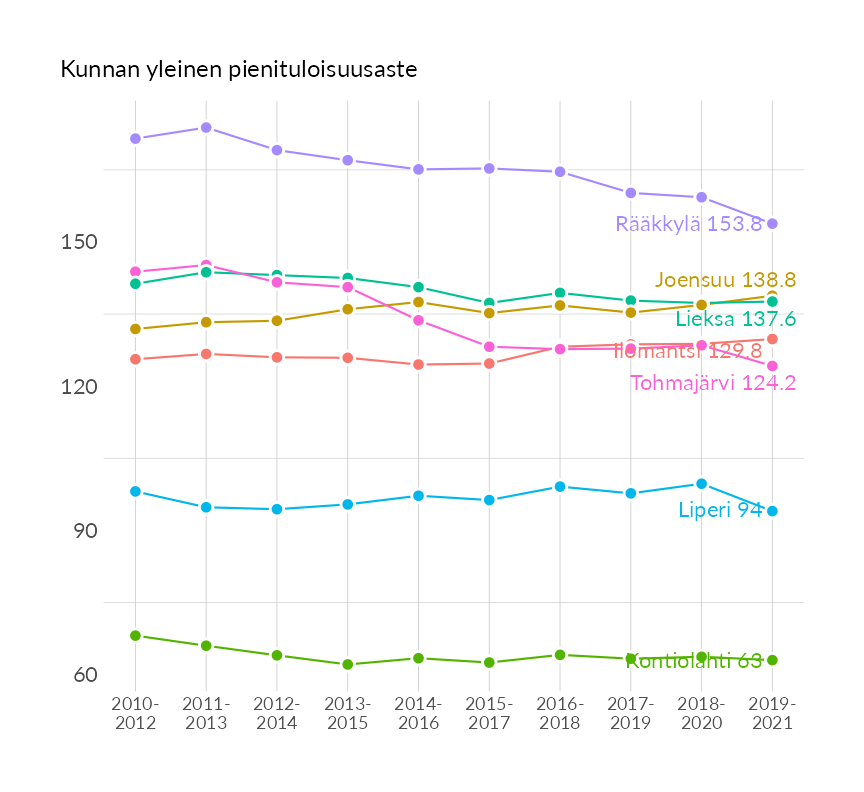 Kunnan yleinen pienituloisuusaste
Rääkkylä 153.8
150
Joensuu 138.8
Lieksa 137.6
Ilomantsi 129.8
120
Tohmajärvi 124.2
Liperi 94
90
Kontiolahti 63
60
2010- 2011- 2012- 2013- 2014- 2015- 2016- 2017- 2018- 2019-
2012 2013 2014 2015 2016 2017 2018 2019 2020 2021